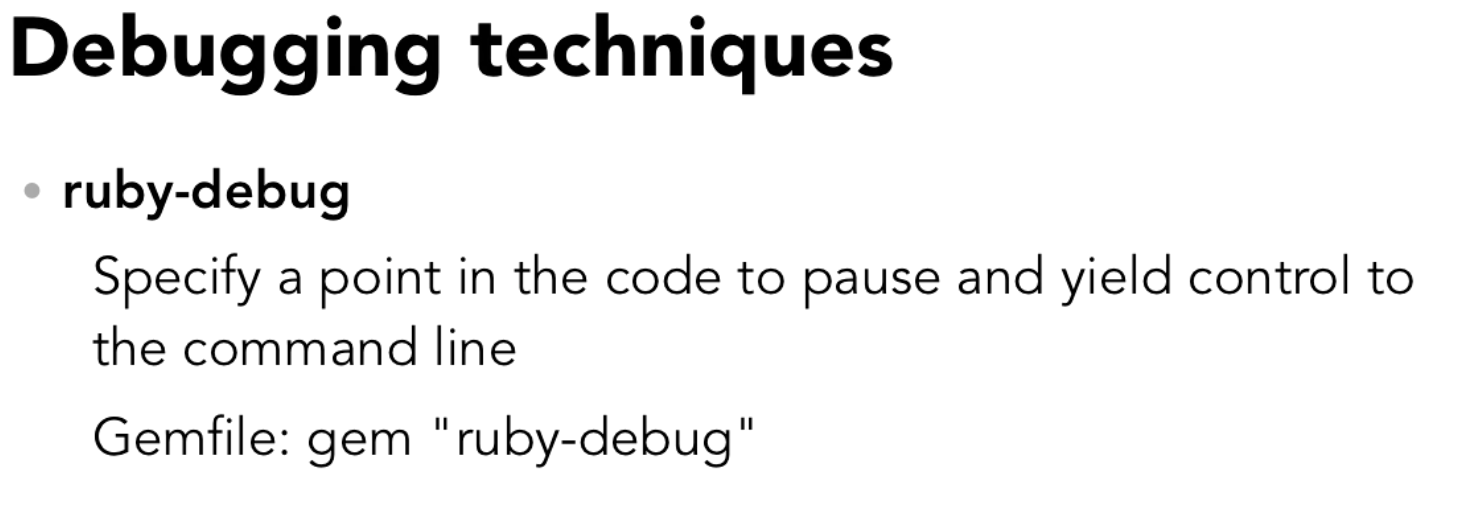 Debugging techniques
• ruby-debug
Specify a point in the code to pause and yield control to
the command line
Gemfile: gem "ruby-debug"